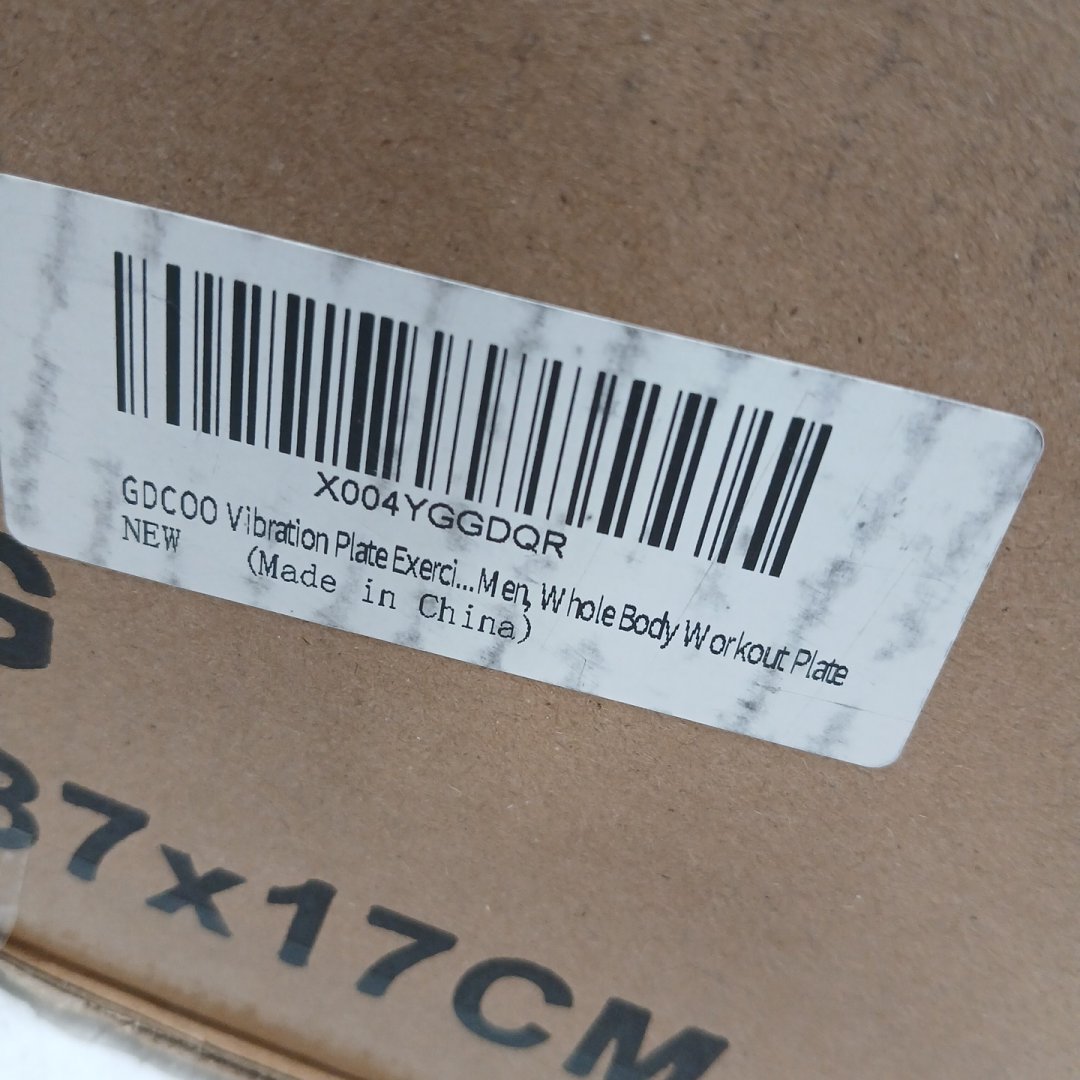 X004YGGDQR
GDCOO Vibration Plate Exerci...Men, Whole Body Workout Plate
NEW
(Made in China)
G
37x17CM